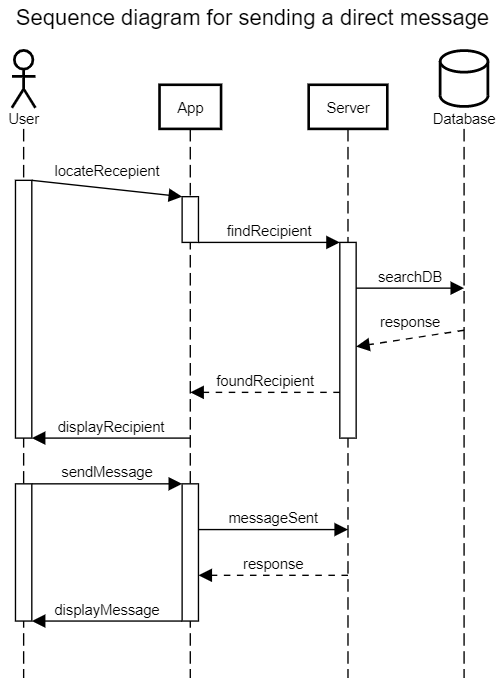 Sequence diagram for sending a direct message
User
App
Server
Database
locateRecepient
findRecipient
searchDB
response
foundRecipient
displayRecipient
sendMessage
messageSent
response
displayMessage